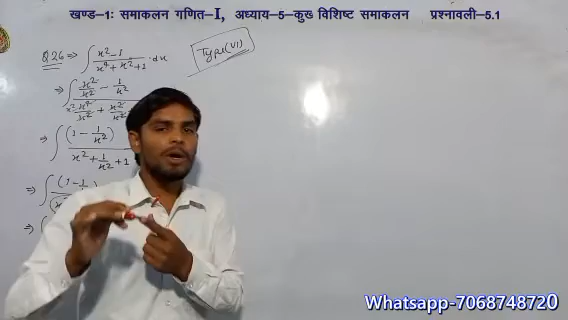 खण्ड-1: समाकलन गणित-I, अध्याय-5-कुछ विशिष्ट समाकलन प्रश्नावली-5.1
Q.26 ⇒ ∫ x²-1 / x⁴+x²+1 ·dx
Type(VI)
⇒ ∫ x²/x² - 1/x²
x⁴/x² + x²/x²
⇒ ∫ (1 - 1/x²)
x² + 1/x² + 1
⇒ ∫ (1 - 1/
⇒
Whatsapp-7068748720